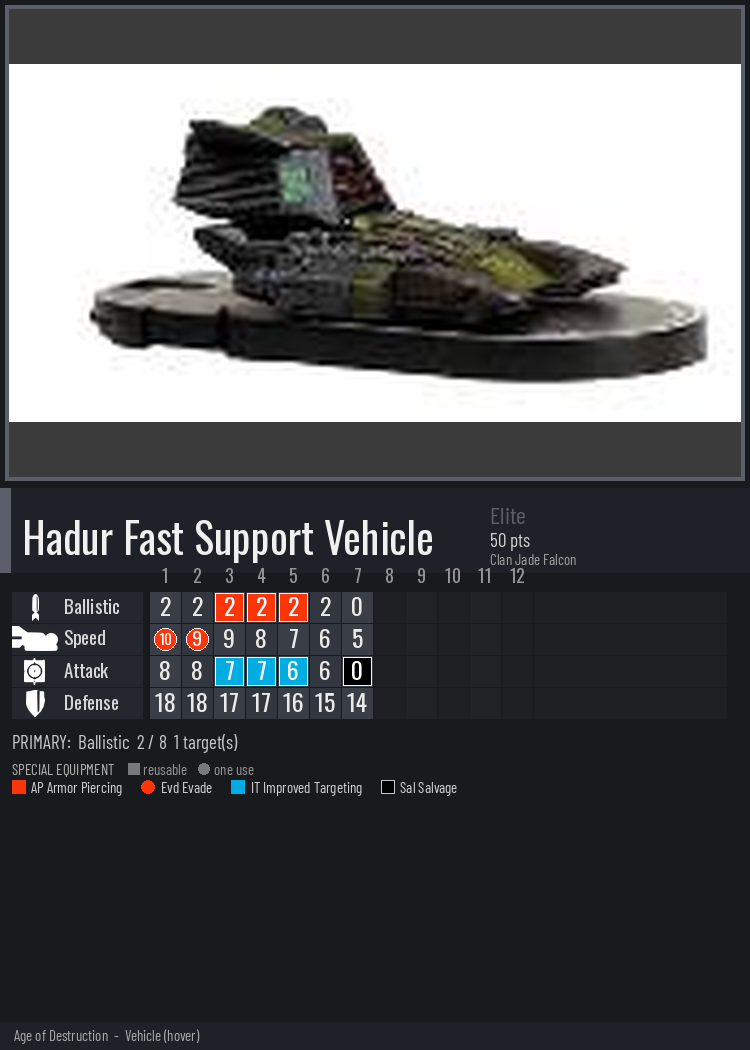 Hadur Fast Support Vehicle
Elite
50 pts
Clan Jade Falcon
1 2 3 4 5 6 7 8 9 10 11 12
Ballistic 2 2 2 2 2 2 0
Speed 10 9 9 8 7 6 5
Attack 8 8 7 7 6 6 0
Defense 18 18 17 17 16 15 14
PRIMARY: Ballistic 2 / 8 1 target(s)
SPECIAL EQUIPMENT reusable one use
AP Armor Piercing Evd Evade IT Improved Targeting Sal Salvage
Age of Destruction - Vehicle (hover)